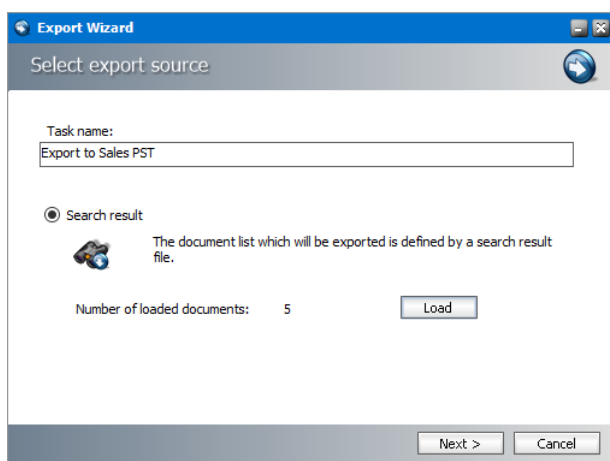 Export Wizard
Select export source
Task name:
Export to Sales PST
Search result
The document list which will be exported is defined by a search result
file.
Number of loaded documents: 5 Load
Next > Cancel